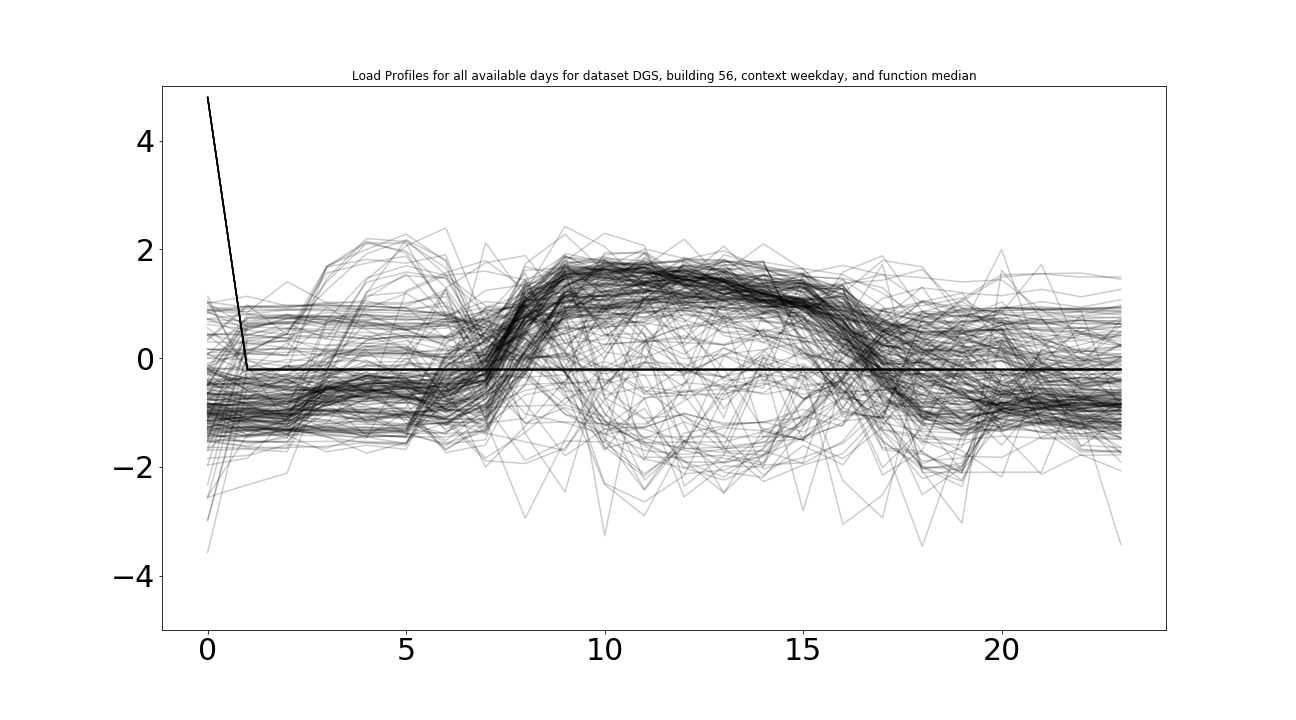 Load Profiles for all available days for dataset DGS, building 56, context weekday, and function median
4
2
0
−2
−4
0 5 10 15 20